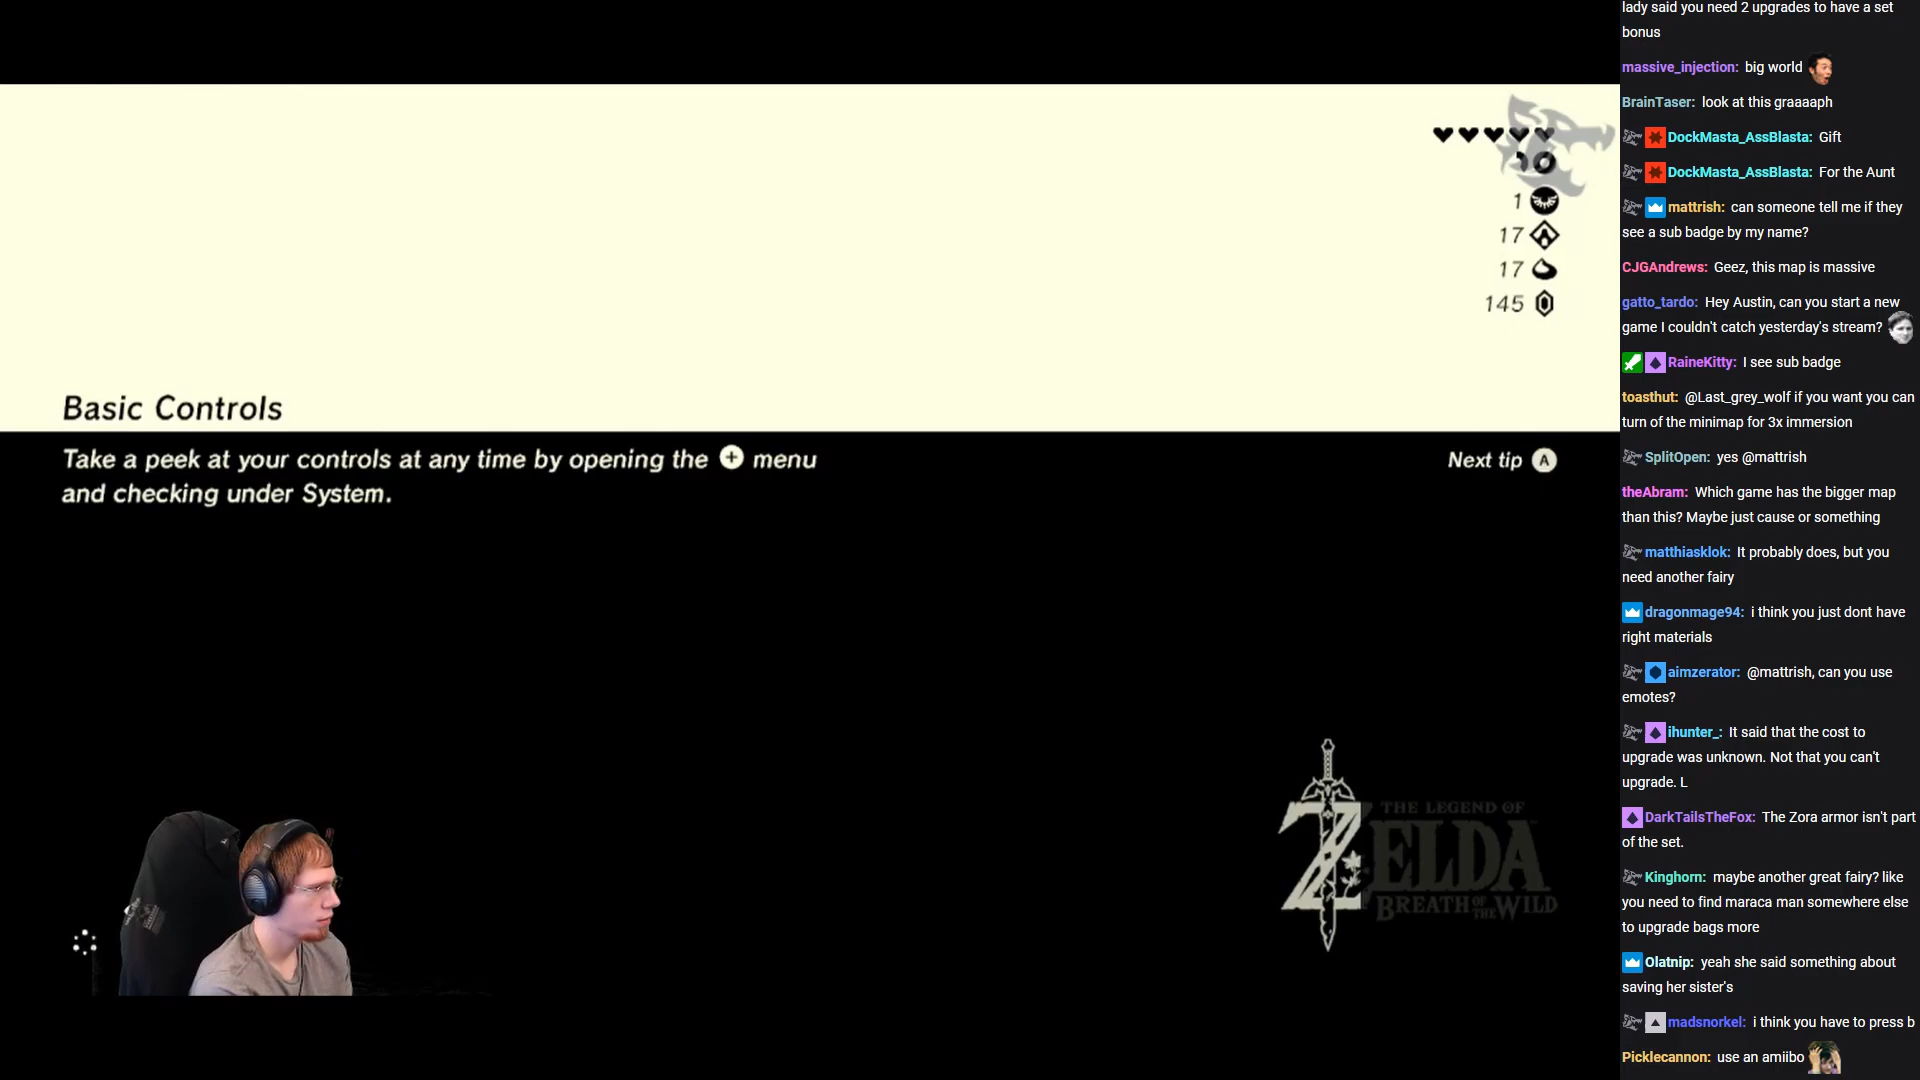 1
17
17
145
Basic Controls
Take a peek at your controls at any time by opening the + menu
and checking under System.
Next tip A
THE LEGEND OF
ZELDA
BREATH OF THE WILD
lady said you need 2 upgrades to have a set
bonus
massive_injection: big world
BrainTaser: look at this graaaaph
DockMasta_AssBlasta: Gift
DockMasta_AssBlasta: For the Aunt
mattrish: can someone tell me if they
see a sub badge by my name?
CJGAndrews: Geez, this map is massive
gatto_tardo: Hey Austin, can you start a new
game I couldn't catch yesterday's stream?
RaineKitty: I see sub badge
toasthut: @Last_grey_wolf if you want you can
turn of the minimap for 3x immersion
SplitOpen: yes @mattrish
theAbram: Which game has the bigger map
than this? Maybe just cause or something
matthiasklok: It probably does, but you
need another fairy
dragonmage94: i think you just dont have
right materials
aimzerator: @mattrish, can you use
emotes?
ihunter_: It said that the cost to
upgrade was unknown. Not that you can't
upgrade. L
DarkTailsTheFox: The Zora armor isn't part
of the set.
Kinghorn: maybe another great fairy? like
you need to find maraca man somewhere else
to upgrade bags more
Olatnip: yeah she said something about
saving her sister's
madsnorkel: i think you have to press b
Picklecannon: use an amiibo